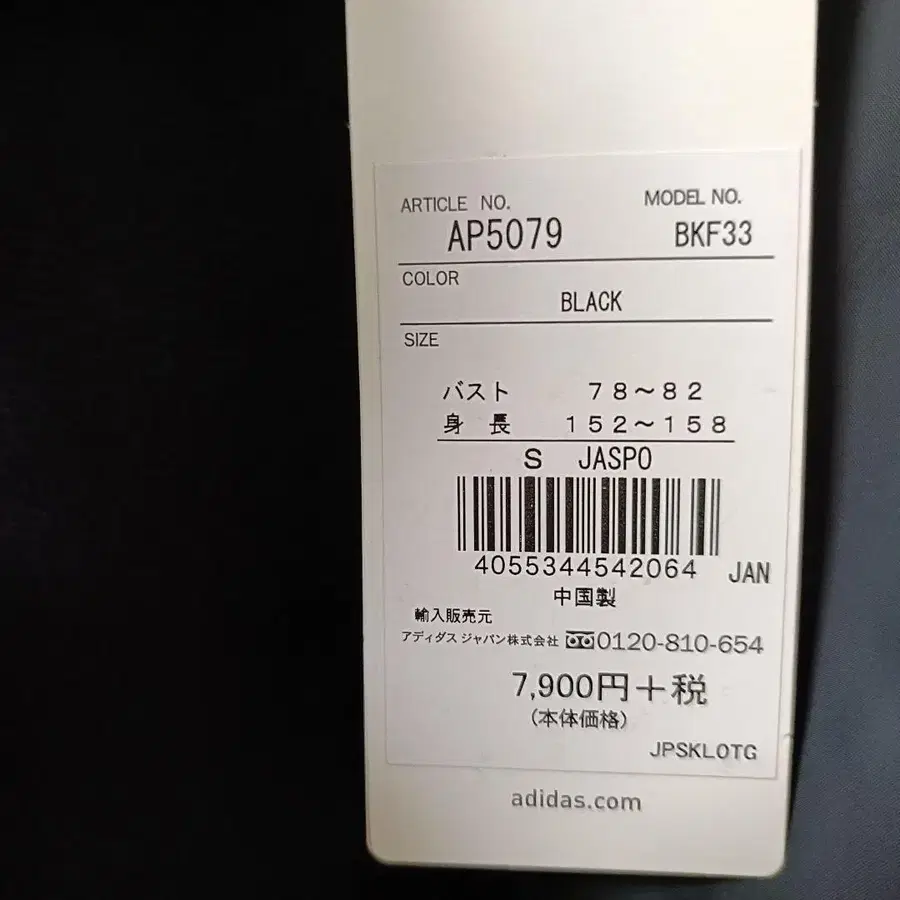 ARTICLE NO. MODEL NO.
AP5079 BKF33
COLOR
BLACK
SIZE
バスト 78～82
身長 152～158
S JASPO
4055344542064 JAN
中国製
輸入販売元
アディダス ジャパン株式会社 0120-810-654
7,900円＋税
(本体価格)
JPSKLOTG
adidas.com